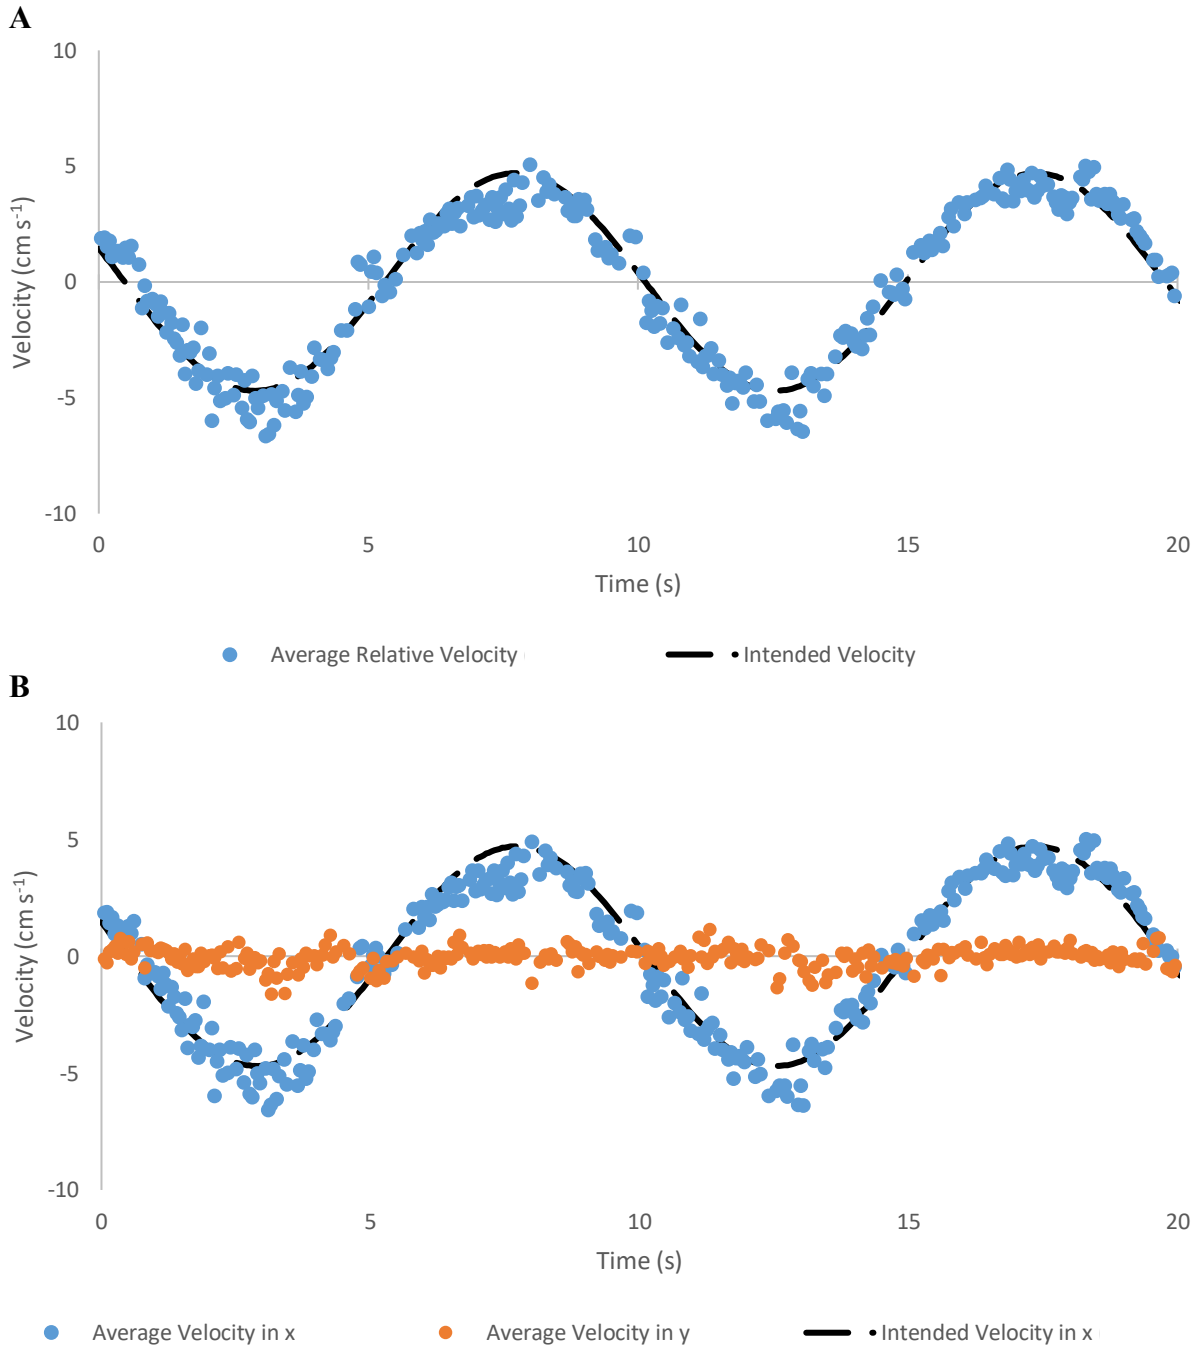 A
10
5
0
-5
-10
Velocity (cm s-1)
0 5 10 15 20
Time (s)
Average Relative Velocity Intended Velocity
B
10
5
0
-5
-10
Velocity (cm s-1)
0 5 10 15 20
Time (s)
Average Velocity in x Average Velocity in y Intended Velocity in x